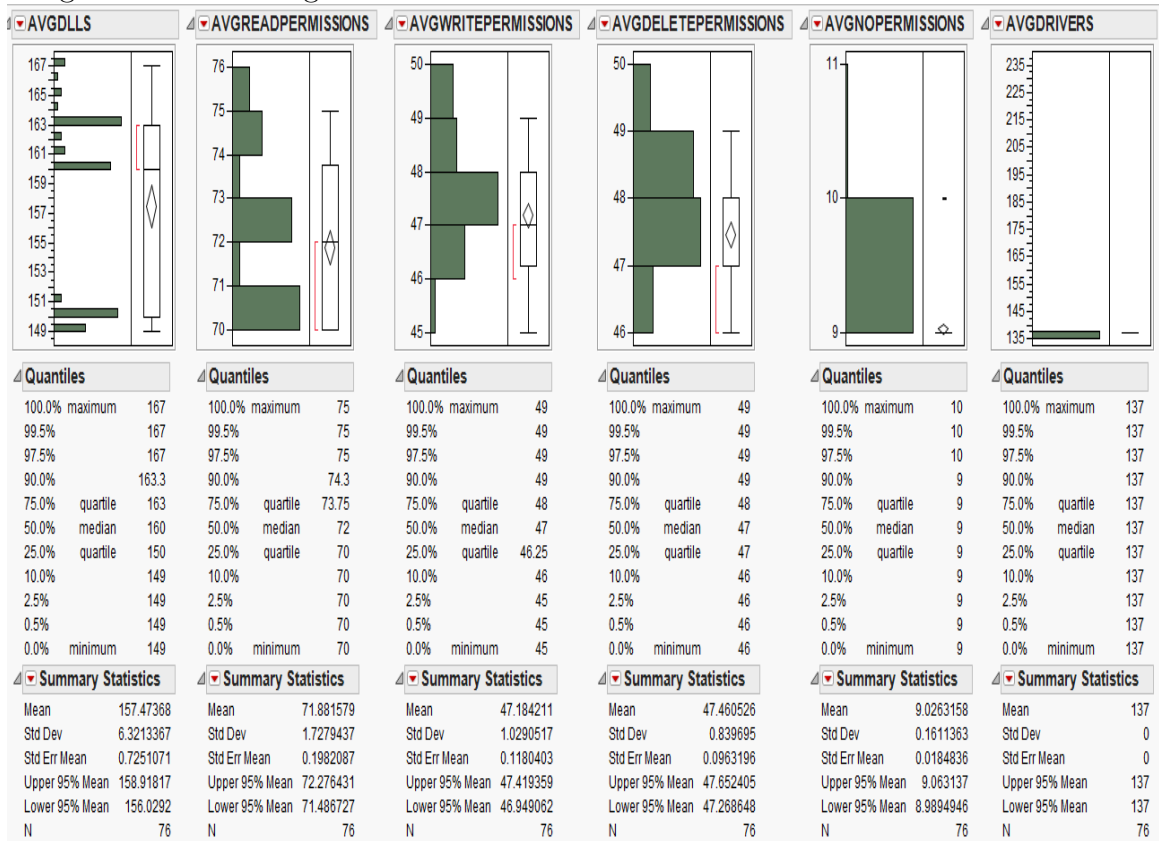 AVGDLLS AVGREADPERMISSIONS AVGWRITEPERMISSIONS AVGDELETEPERMISSIONS AVGNOPERMISSIONS AVGDRIVERS
167
165
163
161
159
157
155
153
151
149
76
75
74
73
72
71
70
50
49
48
47
46
45
50
49
48
47
46
11
10
9
235
225
215
205
195
185
175
165
155
145
135
Quantiles Quantiles Quantiles Quantiles Quantiles Quantiles
100.0% maximum 167 100.0% maximum 75 100.0% maximum 49 100.0% maximum 49 100.0% maximum 10 100.0% maximum 137
99.5% 167 99.5% 75 99.5% 49 99.5% 49 99.5% 10 99.5% 137
97.5% 167 97.5% 75 97.5% 49 97.5% 49 97.5% 10 97.5% 137
90.0% 163.3 90.0% 74.3 90.0% 49 90.0% 49 90.0% 9 90.0% 137
75.0% quartile 163 75.0% quartile 73.75 75.0% quartile 48 75.0% quartile 48 75.0% quartile 9 75.0% quartile 137
50.0% median 160 50.0% median 72 50.0% median 47 50.0% median 47 50.0% median 9 50.0% median 137
25.0% quartile 150 25.0% quartile 70 25.0% quartile 46.25 25.0% quartile 47 25.0% quartile 9 25.0% quartile 137
10.0% 149 10.0% 70 10.0% 46 10.0% 46 10.0% 9 10.0% 137
2.5% 149 2.5% 70 2.5% 45 2.5% 46 2.5% 9 2.5% 137
0.5% 149 0.5% 70 0.5% 45 0.5% 46 0.5% 9 0.5% 137
0.0% minimum 149 0.0% minimum 70 0.0% minimum 45 0.0% minimum 46 0.0% minimum 9 0.0% minimum 137
Summary Statistics Summary Statistics Summary Statistics Summary Statistics Summary Statistics Summary Statistics
Mean 157.47368 Mean 71.881579 Mean 47.184211 Mean 47.460526 Mean 9.0263158 Mean 137
Std Dev 6.3213367 Std Dev 1.7279437 Std Dev 1.0290517 Std Dev 0.839695 Std Dev 0.1611363 Std Dev 0
Std Err Mean 0.7251071 Std Err Mean 0.1982087 Std Err Mean 0.1180403 Std Err Mean 0.0963196 Std Err Mean 0.0184836 Std Err Mean 0
Upper 95% Mean 158.91817 Upper 95% Mean 72.276431 Upper 95% Mean 47.419359 Upper 95% Mean 47.652405 Upper 95% Mean 9.063137 Upper 95% Mean 137
Lower 95% Mean 156.0292 Lower 95% Mean 71.486727 Lower 95% Mean 46.949062 Lower 95% Mean 47.268648 Lower 95% Mean 8.9894946 Lower 95% Mean 137
N 76 N 76 N 76 N 76 N 76 N 76